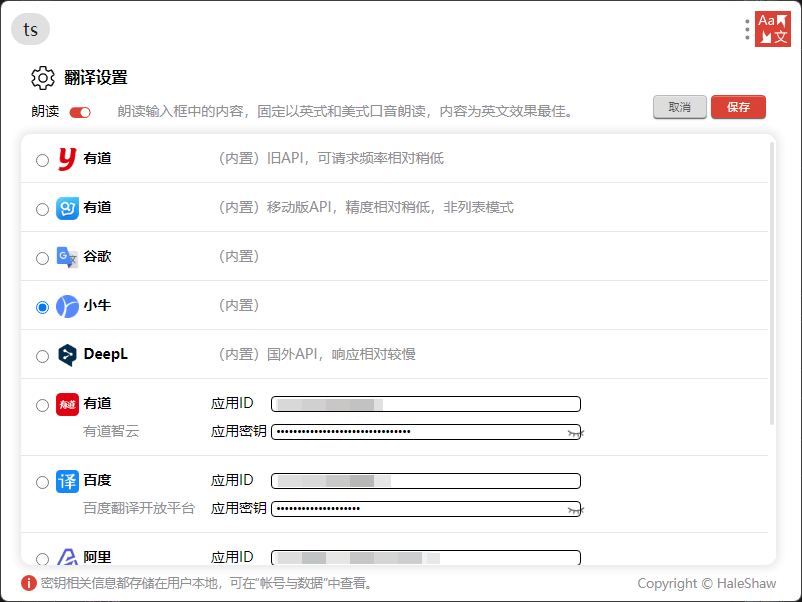 ts
Aa
文
翻译设置
朗读 朗读输入框中的内容，固定以英式和美式口音朗读，内容为英文效果最佳。 取消 保存
y 有道 （内置）旧API，可请求频率相对稍低
有道 （内置）移动版API，精度相对稍低，非列表模式
G 文 谷歌 （内置）
小牛 （内置）
DeepL （内置）国外API，响应相对较慢
有道 有道 应用ID
有道智云 应用密钥
译 百度 应用ID
百度翻译开放平台 应用密钥
阿里 应用ID
密钥相关信息都存储在用户本地，可在“帐号与数据”中查看。 Copyright © HaleShaw